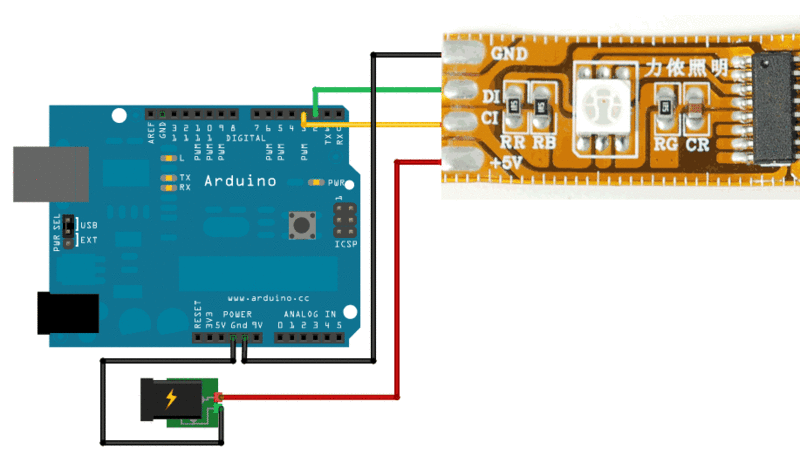 GND
DI
CI
+5V
RR RB
RG CR
力依照明
AREF
GND
13
12
11
10
9
8
7
6
5
4
3
2
TX
RX
PWM
PWM
PWM
PWM
PWM
PWM
DIGITAL
L
TX
RX
Arduino
PWR
1
ICSP
PWR SEL
USB
EXT
www.arduino.cc
POWER
ANALOG IN
RESET
3V3
5V Gnd 9V
0 1 2 3 4 5